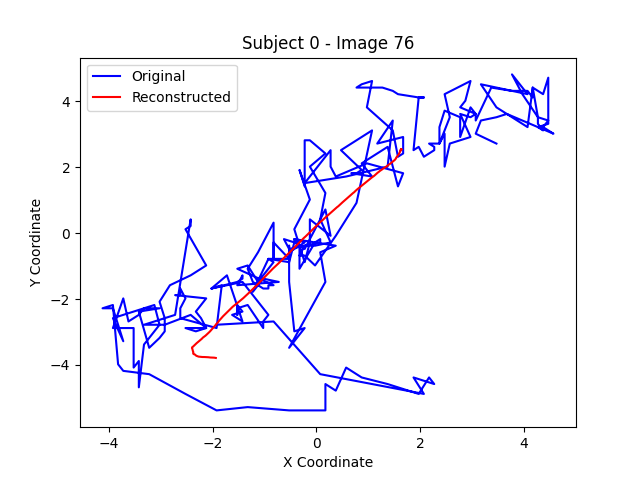 Subject 0 - Image 76
Original
Reconstructed
Y Coordinate
4
2
0
−2
−4
−4
−2
0
2
4
X Coordinate